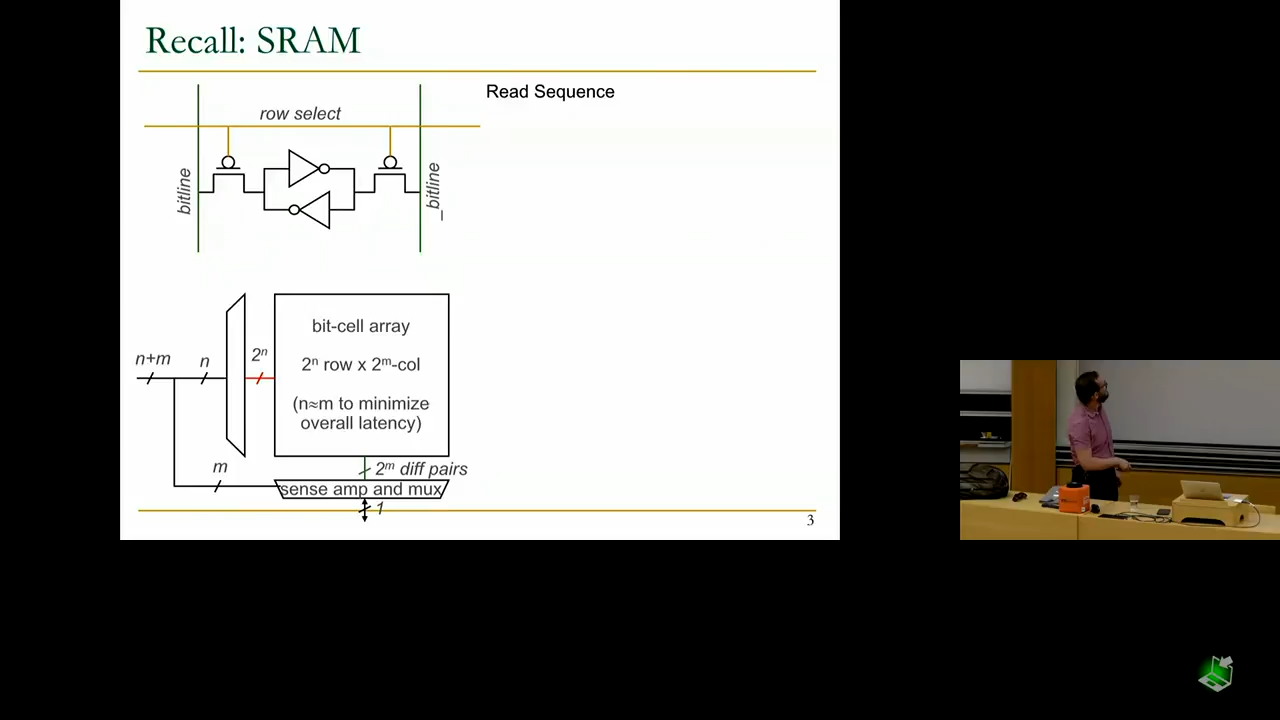 Recall: SRAM
Read Sequence
row select
bitline
_bitline
n+m
n
2ⁿ
bit-cell array
2ⁿ row x 2ᵐ-col
(n≈m to minimize
overall latency)
m
2ᵐ diff pairs
sense amp and mux
1
3